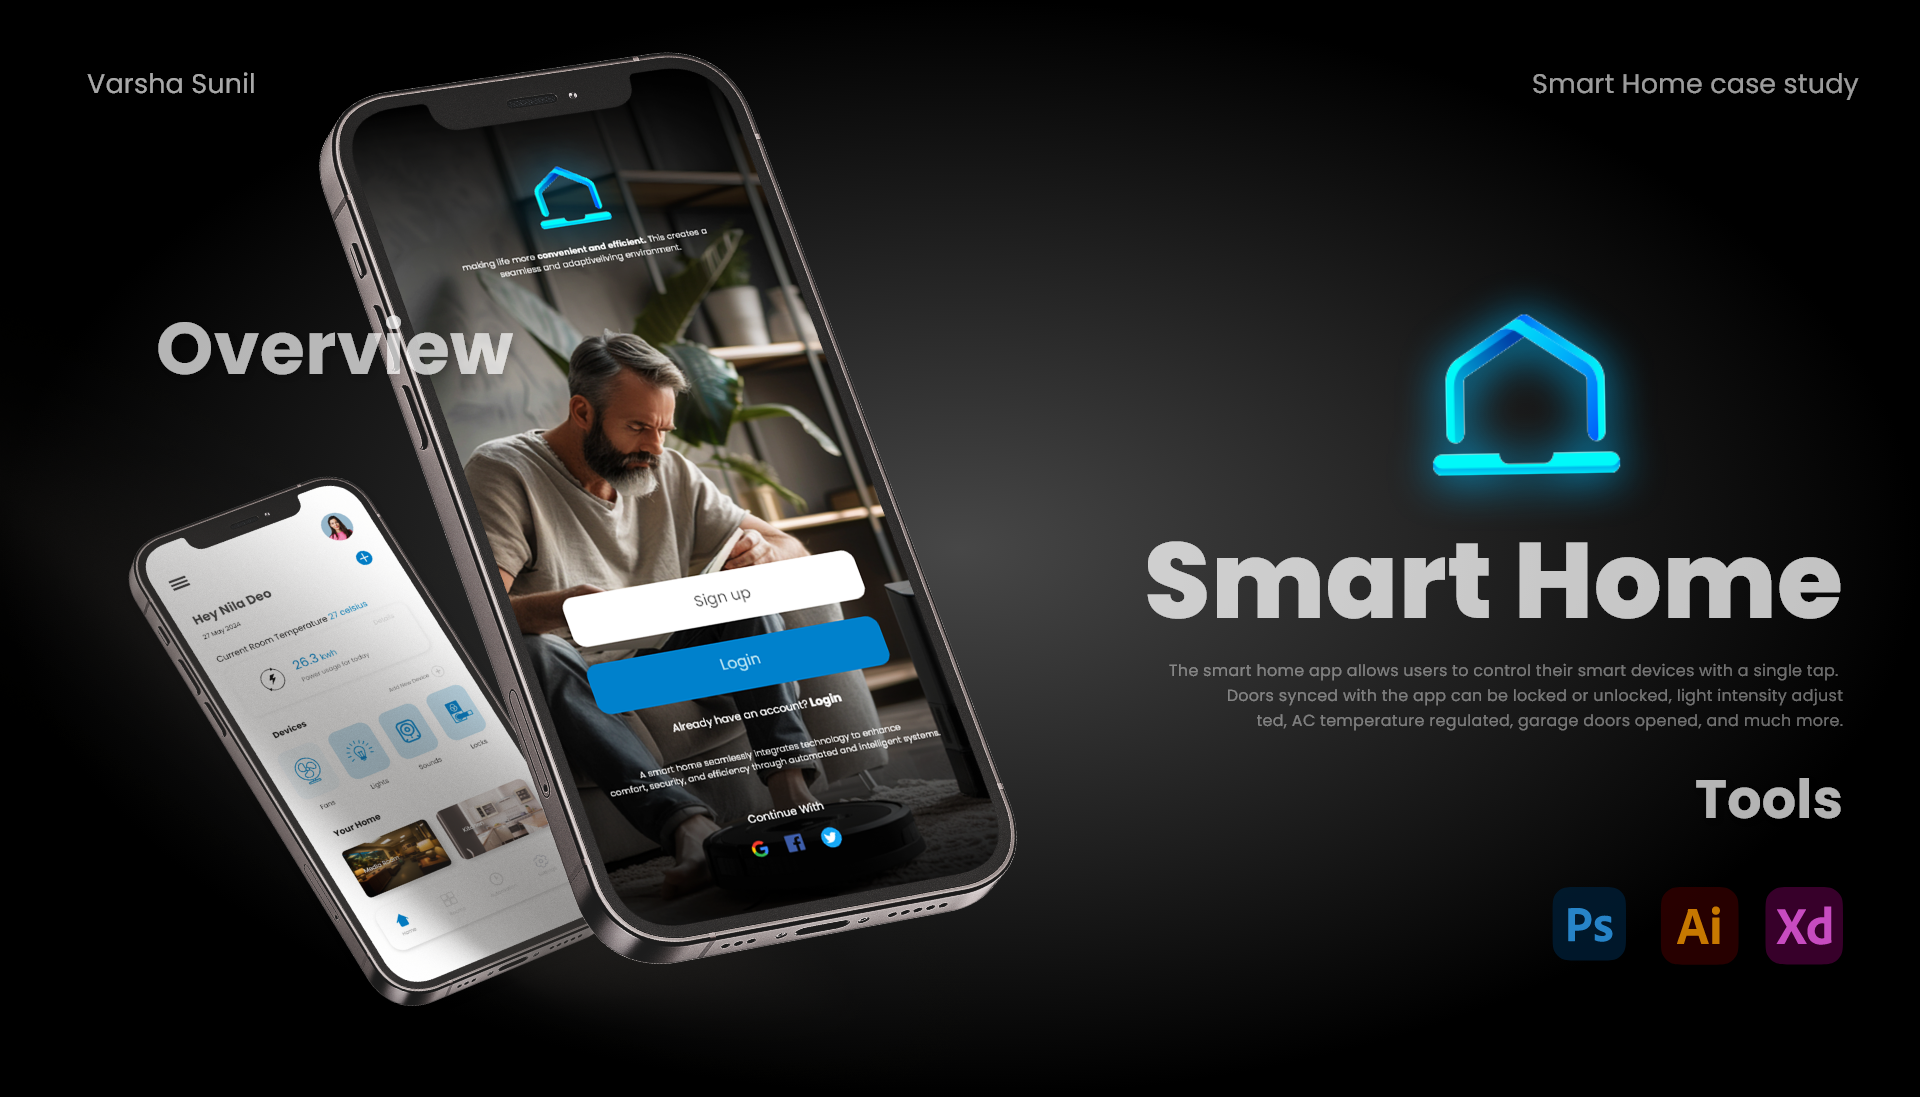 Varsha Sunil
Smart Home case study
Overview
making life more convenient and efficient. This creates a
seamless and adaptiveliving environment.
Sign up
Login
Already have an account? Login
A smart home seamlessly integrates technology to enhance
comfort, security, and efficiency through automated and intelligent systems.
Continue With
Hey Nila Deo
27 May 2024
Current Room Temperature 27 celsius
26.3 kwh
Power usage for today
Add New Device
Devices
Fans
Lights
Sounds
Locks
Your Home
Media Room
Home
Smart Home
The smart home app allows users to control their smart devices with a single tap.
Doors synced with the app can be locked or unlocked, light intensity adjust
ted, AC temperature regulated, garage doors opened, and much more.
Tools
Ps
Ai
Xd